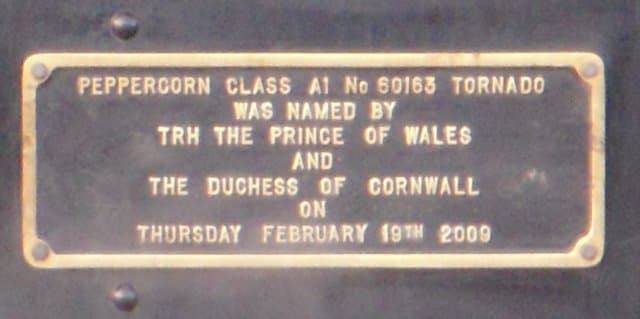 PEPPERCORN CLASS A1 No 60163 TORNADO
WAS NAMED BY
TRH THE PRINCE OF WALES
AND
THE DUCHESS OF CORNWALL
ON
THURSDAY FEBRUARY 19TH 2009